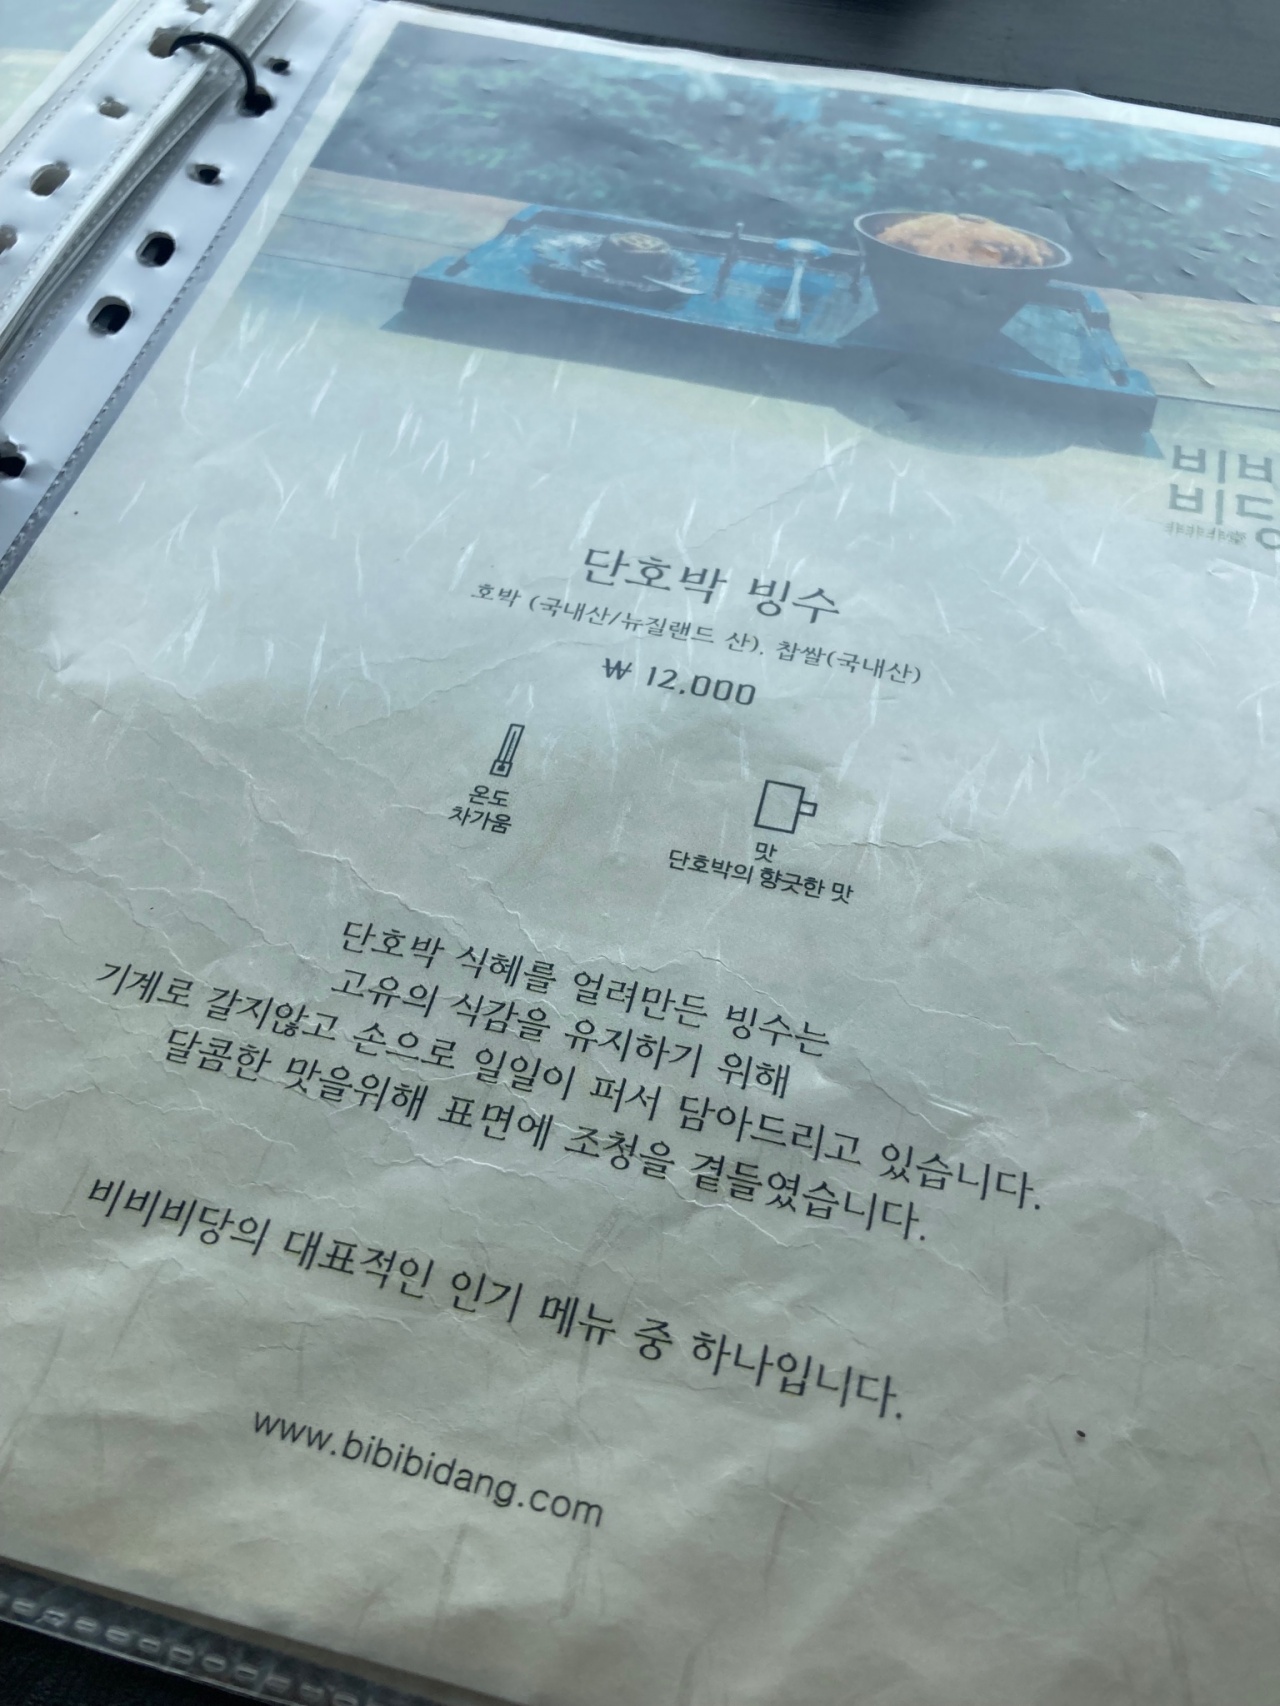 단호박 빙수
호박 (국내산/뉴질랜드 산), 찹쌀(국내산)
₩ 12,000
온도
차가움
맛
단호박의 향긋한 맛
단호박 식혜를 얼려만든 빙수는
고유의 식감을 유지하기 위해
기계로 갈지않고 손으로 일일이 퍼서 담아드리고 있습니다.
달콤한 맛을위해 표면에 조청을 곁들였습니다.
비비비당의 대표적인 인기 메뉴 중 하나입니다.
www.bibibidang.com